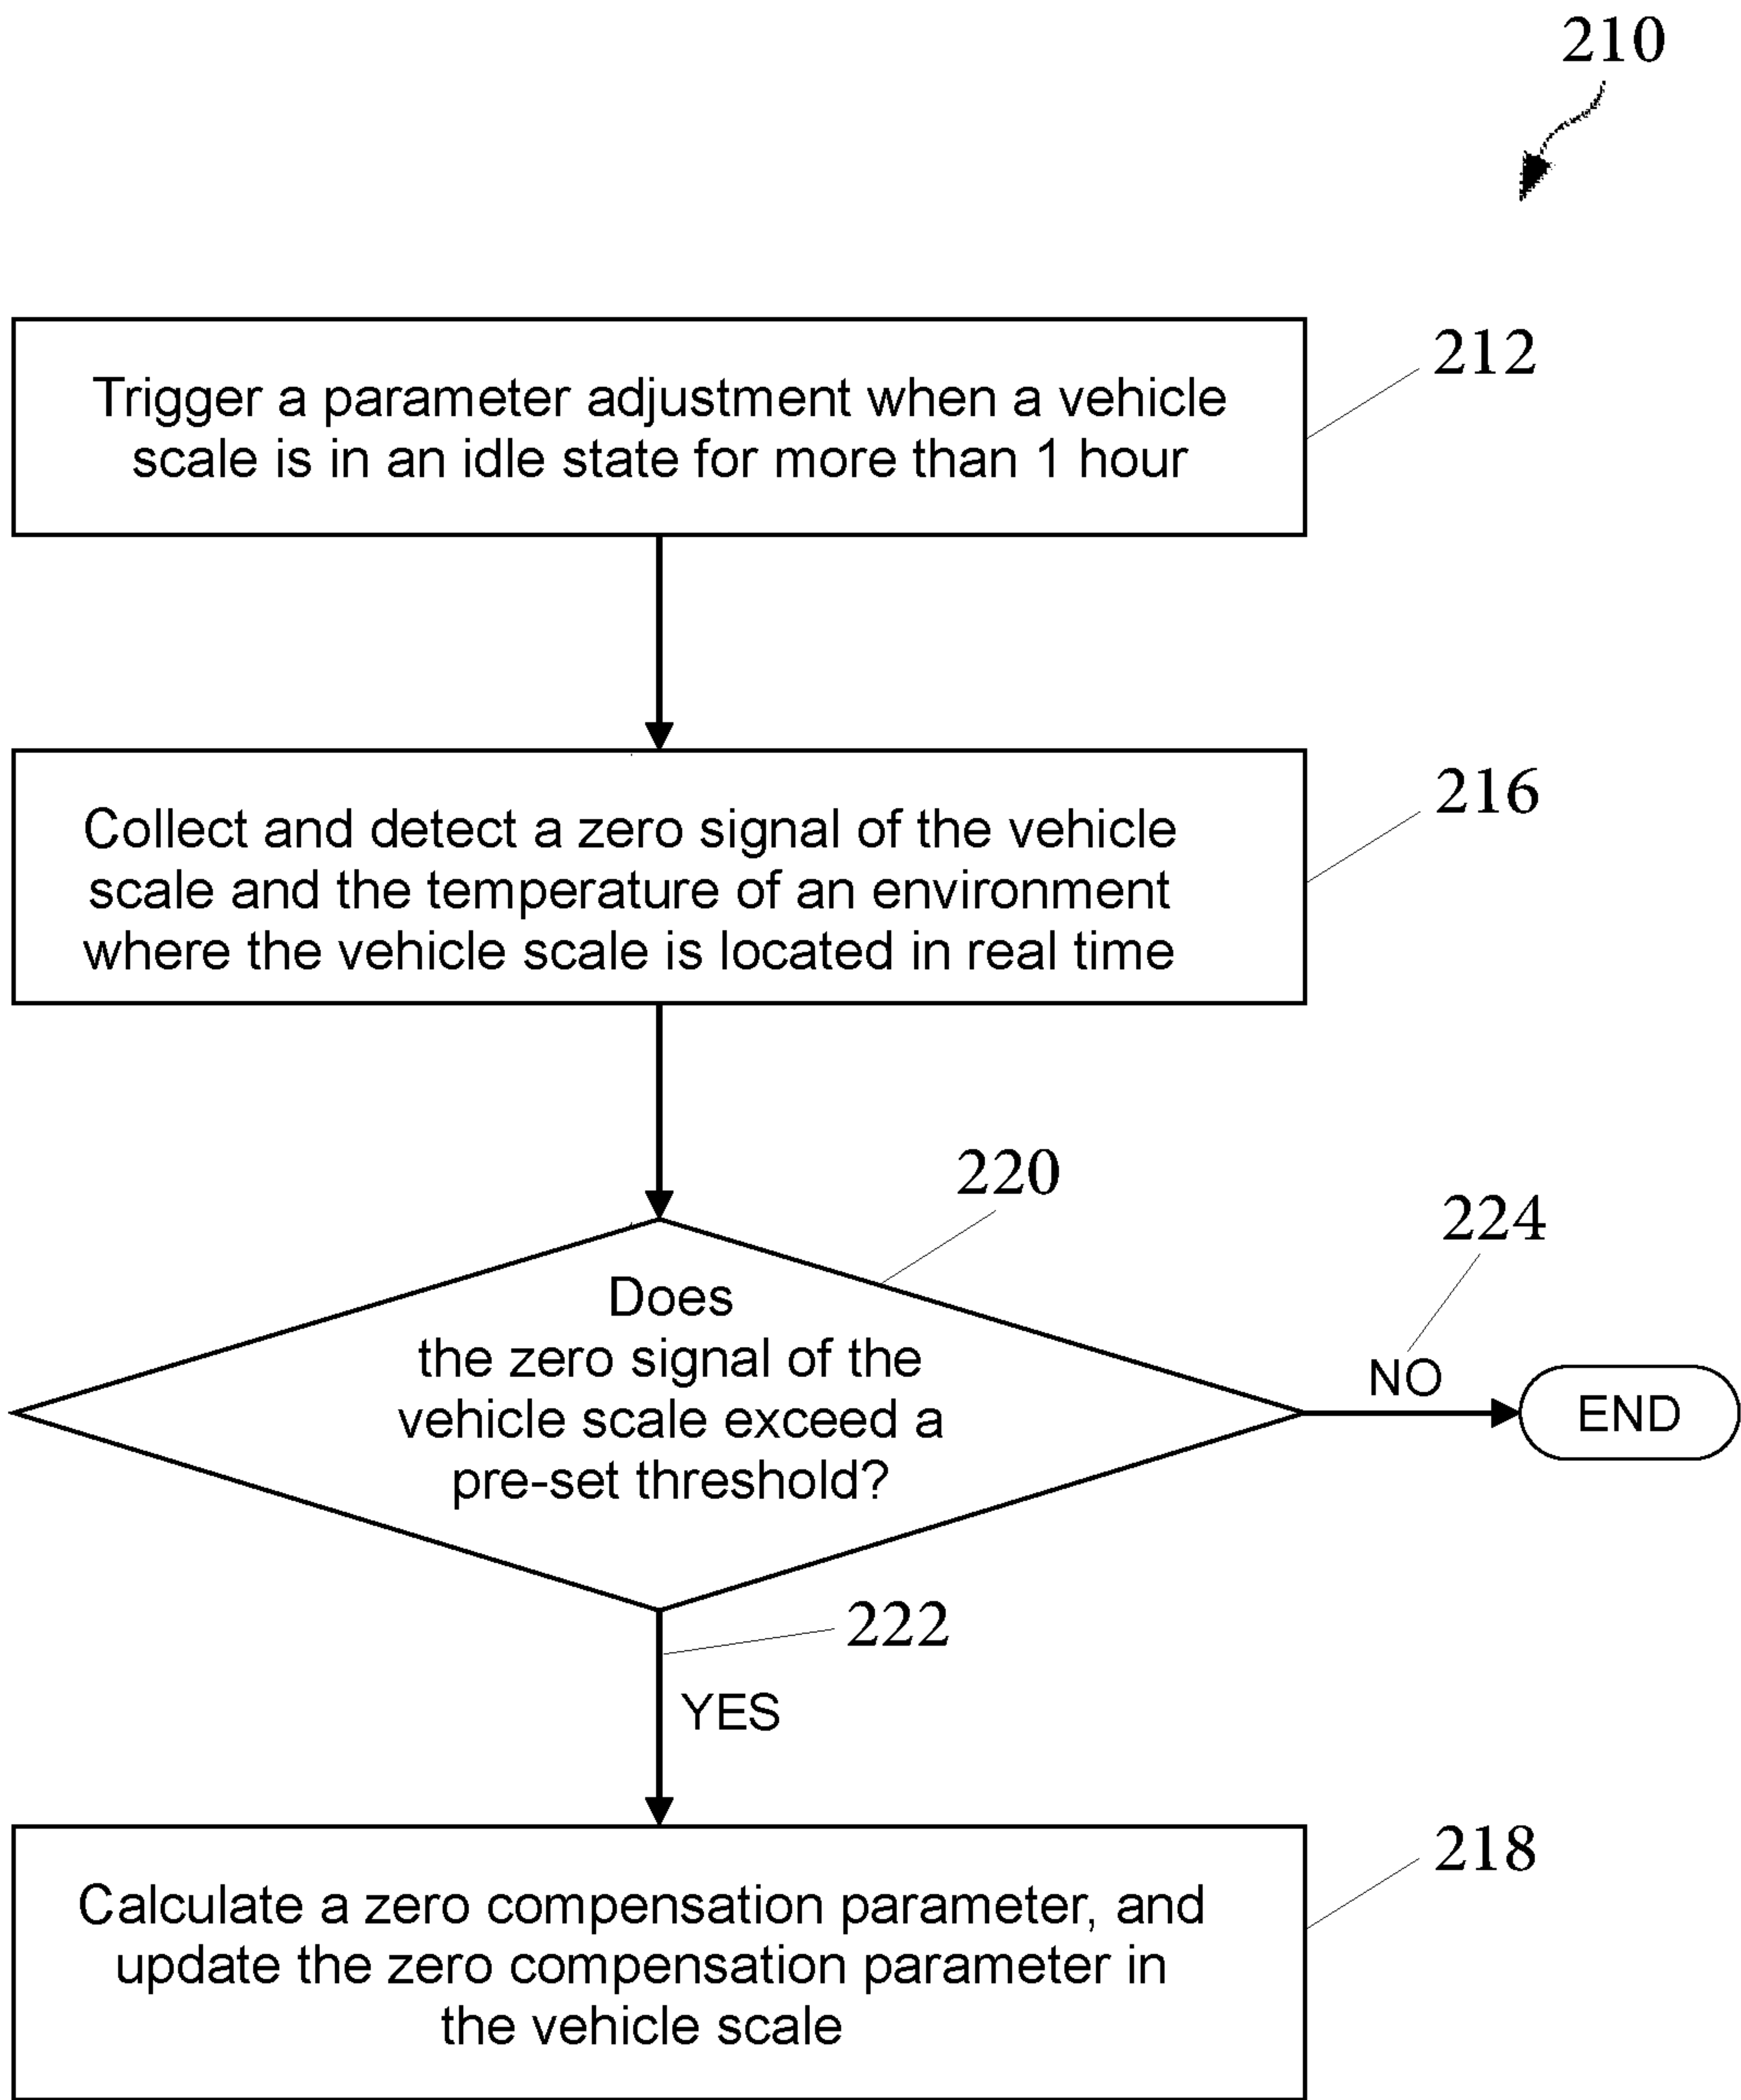 210
Trigger a parameter adjustment when a vehicle
scale is in an idle state for more than 1 hour
212
Collect and detect a zero signal of the vehicle
scale and the temperature of an environment
where the vehicle scale is located in real time
216
220
224
Does
the zero signal of the
vehicle scale exceed a
pre-set threshold?
NO
END
222
YES
Calculate a zero compensation parameter, and
update the zero compensation parameter in
the vehicle scale
218